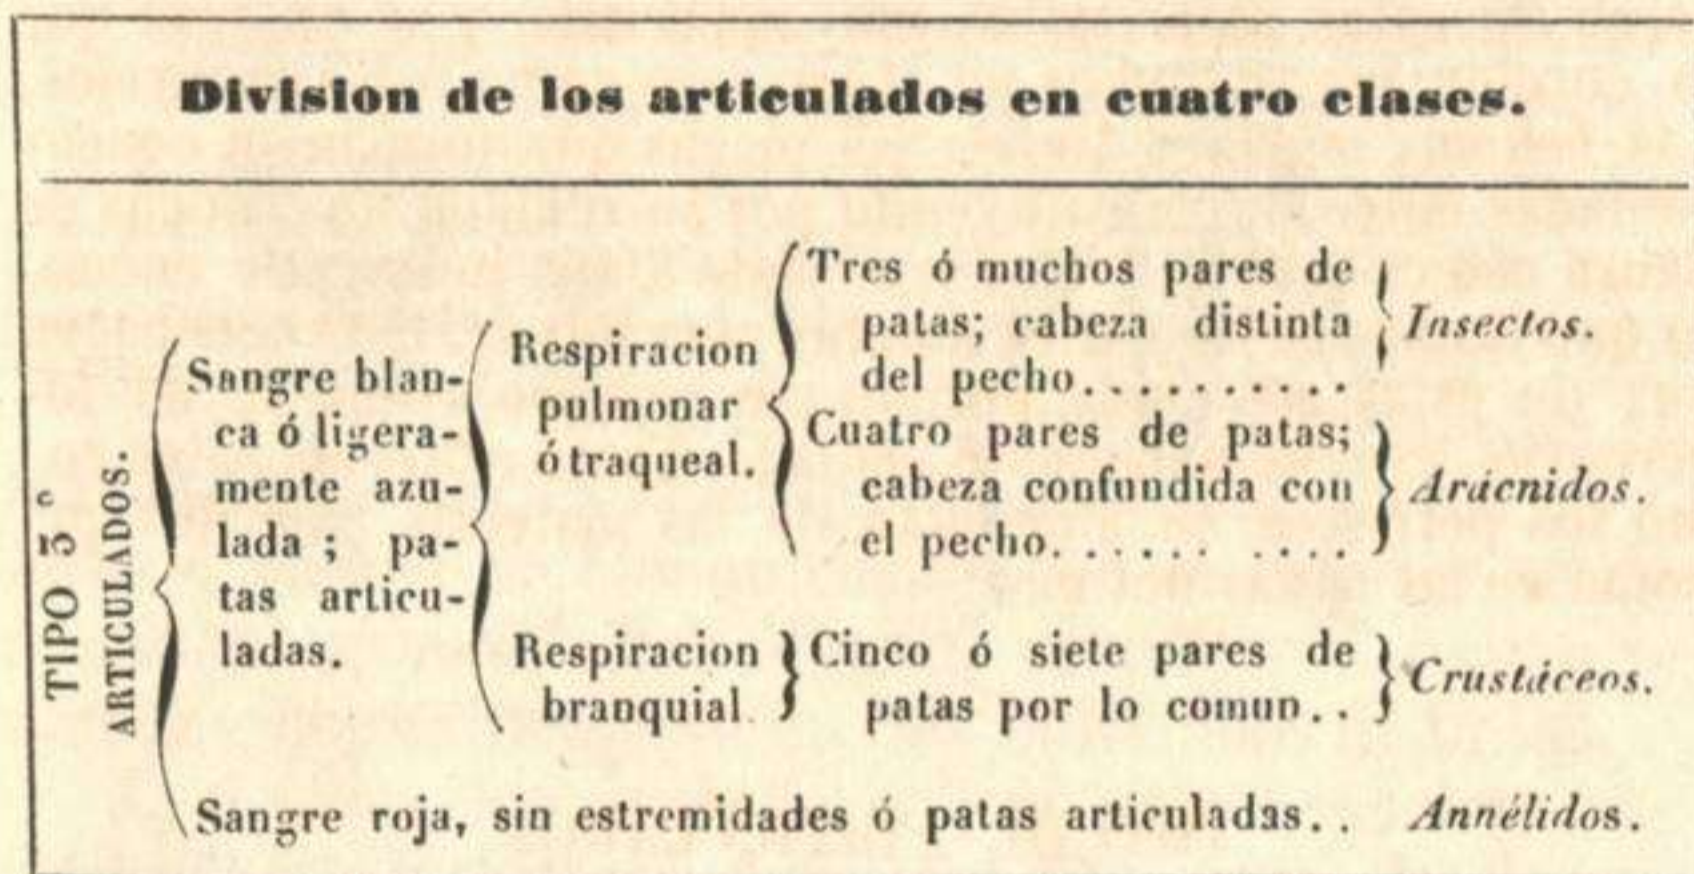 Division de los articulados en cuatro clases.
TIPO 3 e
ARTICULADOS.
Sangre blan-
ca ó ligera-
mente azu-
lada ; pa-
tas articu-
ladas.
Respiracion
pulmonar
ó traqueal.
Tres ó muchos pares de
patas; cabeza distinta
del pecho..........
Insectos.
Cuatro pares de patas;
cabeza confundida con
el pecho...... ....
Arácnidos.
Respiracion
branquial.
Cinco ó siete pares de
patas por lo comun..
Crustáceos.
Sangre roja, sin estremidades ó patas articuladas..
Annélidos.